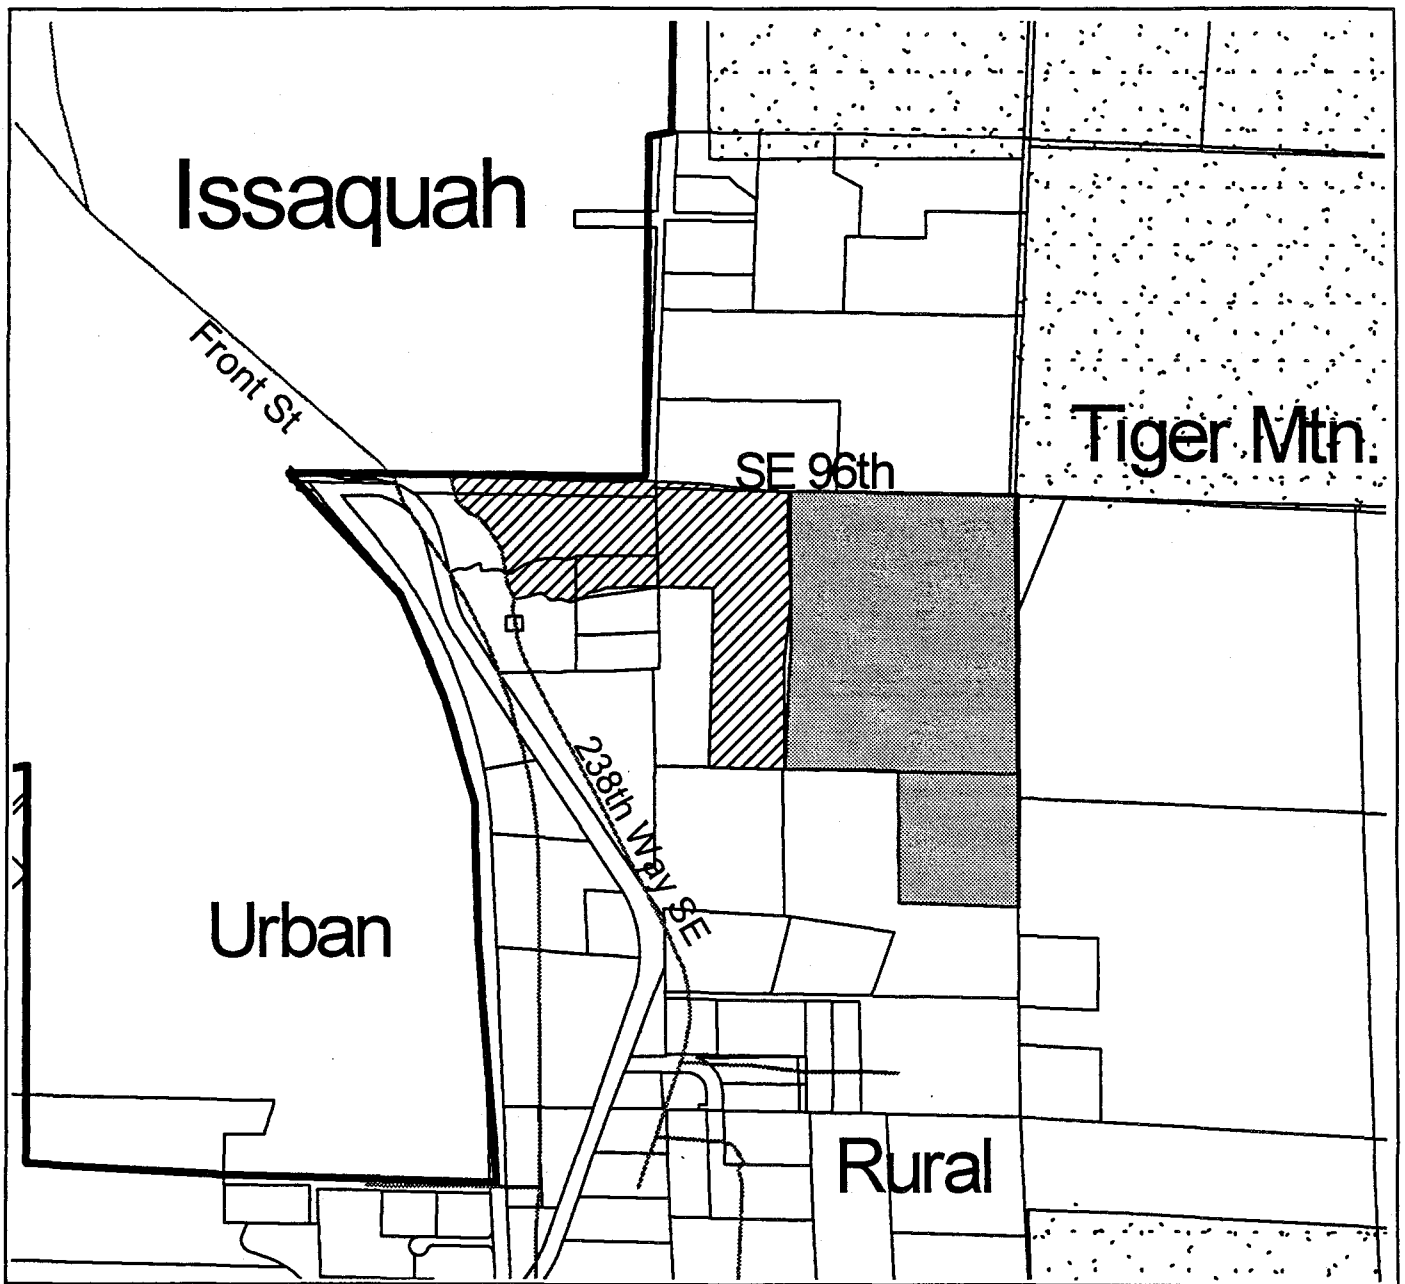 Issaquah
Front St
Tiger Mtn.
SE 96th
238th Way SE
Urban
Rural